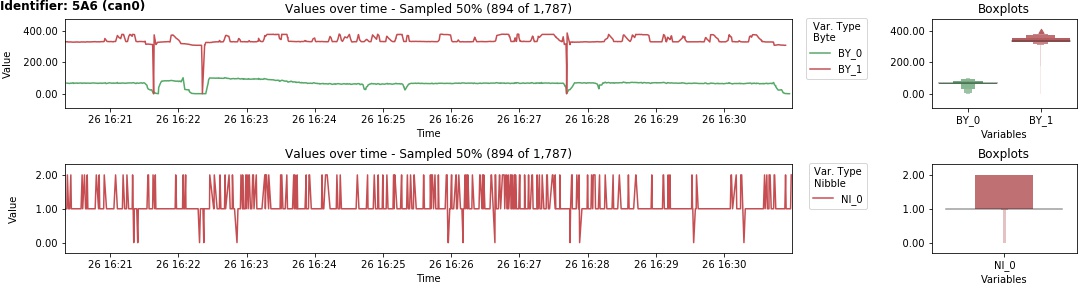 Identifier: 5A6 (can0)
Values over time - Sampled 50% (894 of 1,787)
Value
400.00
200.00
0.00
26 16:21 26 16:22 26 16:23 26 16:24 26 16:25 26 16:26 26 16:27 26 16:28 26 16:29 26 16:30
Time
Var. Type
Byte
BY_0
BY_1
Boxplots
400.00
200.00
0.00
BY_0 BY_1
Variables
Values over time - Sampled 50% (894 of 1,787)
Value
2.00
1.00
0.00
26 16:21 26 16:22 26 16:23 26 16:24 26 16:25 26 16:26 26 16:27 26 16:28 26 16:29 26 16:30
Time
Var. Type
Nibble
NI_0
Boxplots
2.00
1.00
0.00
NI_0
Variables